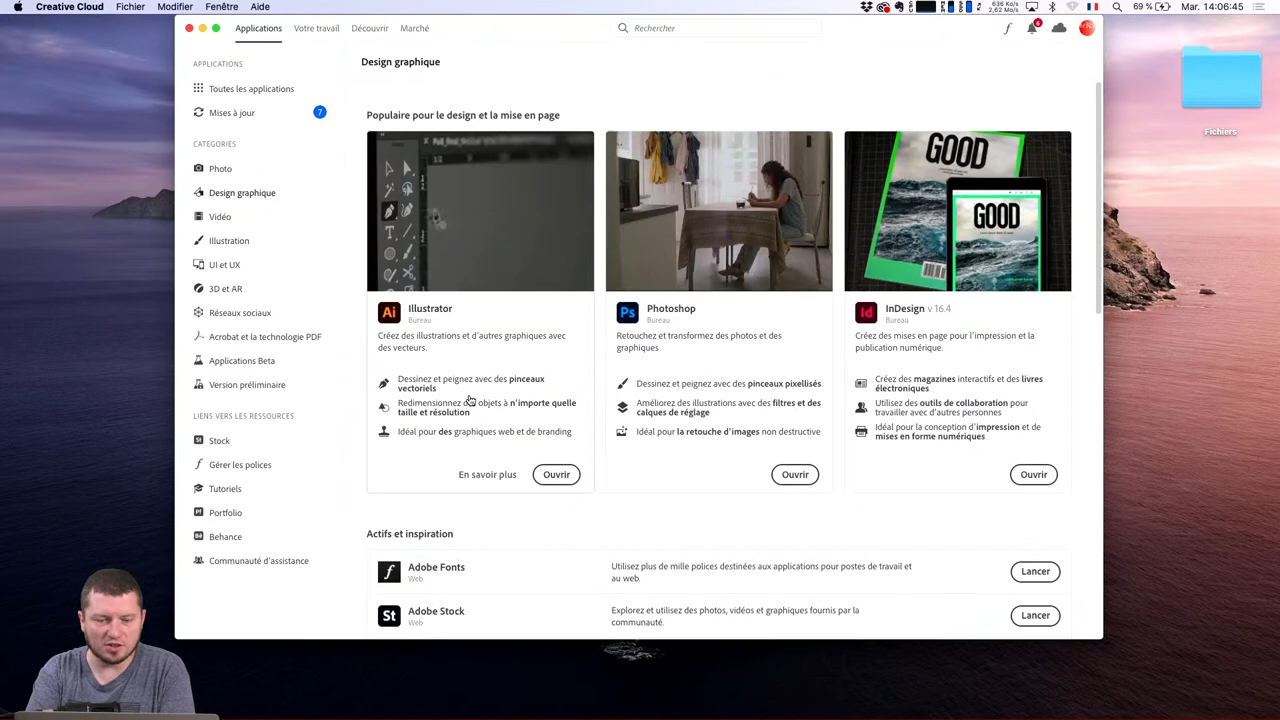 Creative Cloud Fichier Modifier Fenêtre Aide
636 Ko/s
2,62 Mo/s
69 % Mar. 14:06:45
Applications Votre travail Découvrir Marché
Rechercher
6
Fichiers
APPLICATIONS
Toutes les applications
Mises à jour 7
CATÉGORIES
Photo
Design graphique
Vidéo
Illustration
UI et UX
3D et AR
Réseaux sociaux
Acrobat et la technologie PDF
Applications Beta
Version préliminaire
LIENS VERS LES RESSOURCES
St Stock
Gérer les polices
Tutoriels
Pf Portfolio
Bē Behance
Communauté d'assistance
Design graphique
Populaire pour le design et la mise en page
Ai Illustrator
Bureau
Créez des illustrations et d'autres graphiques avec
des vecteurs.
Dessinez et peignez avec des pinceaux
vectoriels
Redimensionnez objets à n'importe quelle
taille et résolution
Idéal pour des graphiques web et de branding
En savoir plus Ouvrir
Ps Photoshop
Bureau
Retouchez et transformez des photos et des
graphiques
Dessinez et peignez avec des pinceaux pixellisés
Améliorez des illustrations avec des filtres et des
calques de réglage
Idéal pour la retouche d'images non destructive
Ouvrir
GOOD
GOOD
Id InDesign v 16.4
Bureau
Créez des mises en page pour l'impression et la
publication numérique.
Créez des magazines interactifs et des livres
électroniques
Utilisez des outils de collaboration pour
travailler avec d'autres personnes
Idéal pour la conception d'impression et de
mises en forme numériques
Ouvrir
Actifs et inspiration
f Adobe Fonts
Web
Utilisez plus de mille polices destinées aux applications pour postes de travail et
au web.
Lancer
St Adobe Stock
Web
Explorez et utilisez des photos, vidéos et graphiques fournis par la
communauté.
Lancer